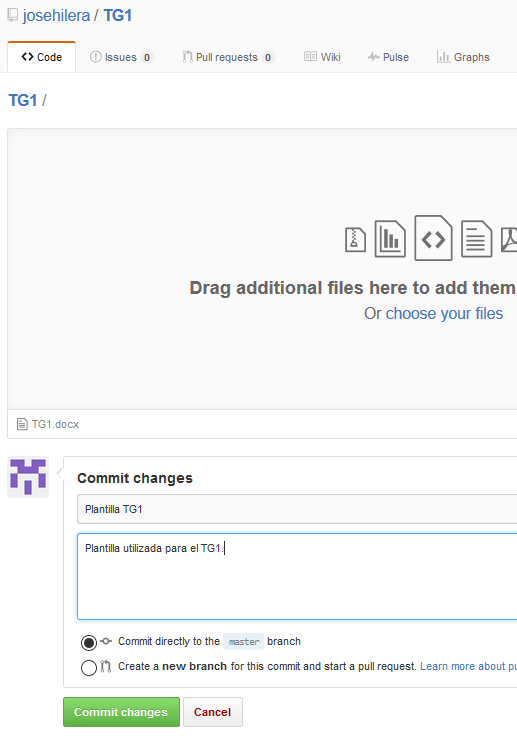 josehilera / TG1
Code Issues 0 Pull requests 0 Wiki Pulse Graphs
TG1 /
Drag additional files here to add them
Or choose your files
TG1.docx
Commit changes
Plantilla TG1
Plantilla utilizada para el TG1.
Commit directly to the master branch
Create a new branch for this commit and start a pull request. Learn more about
Commit changes Cancel